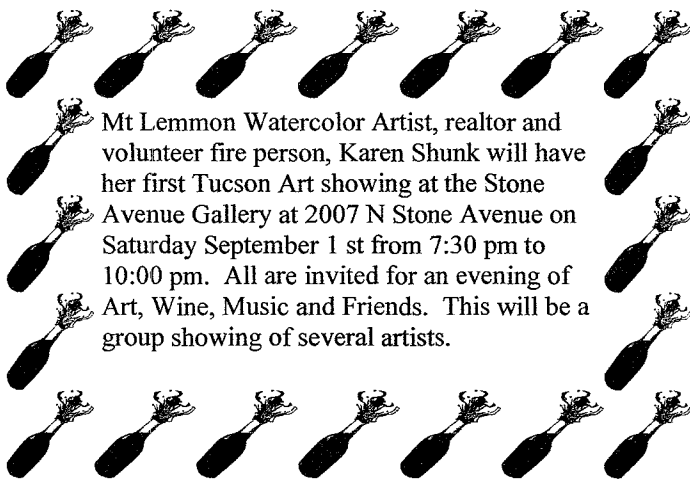 Mt Lemmon Watercolor Artist, realtor and
volunteer fire person, Karen Shunk will have
her first Tucson Art showing at the Stone
Avenue Gallery at 2007 N Stone Avenue on
Saturday September 1 st from 7:30 pm to
10:00 pm.  All are invited for an evening of
Art, Wine, Music and Friends.  This will be a
group showing of several artists.